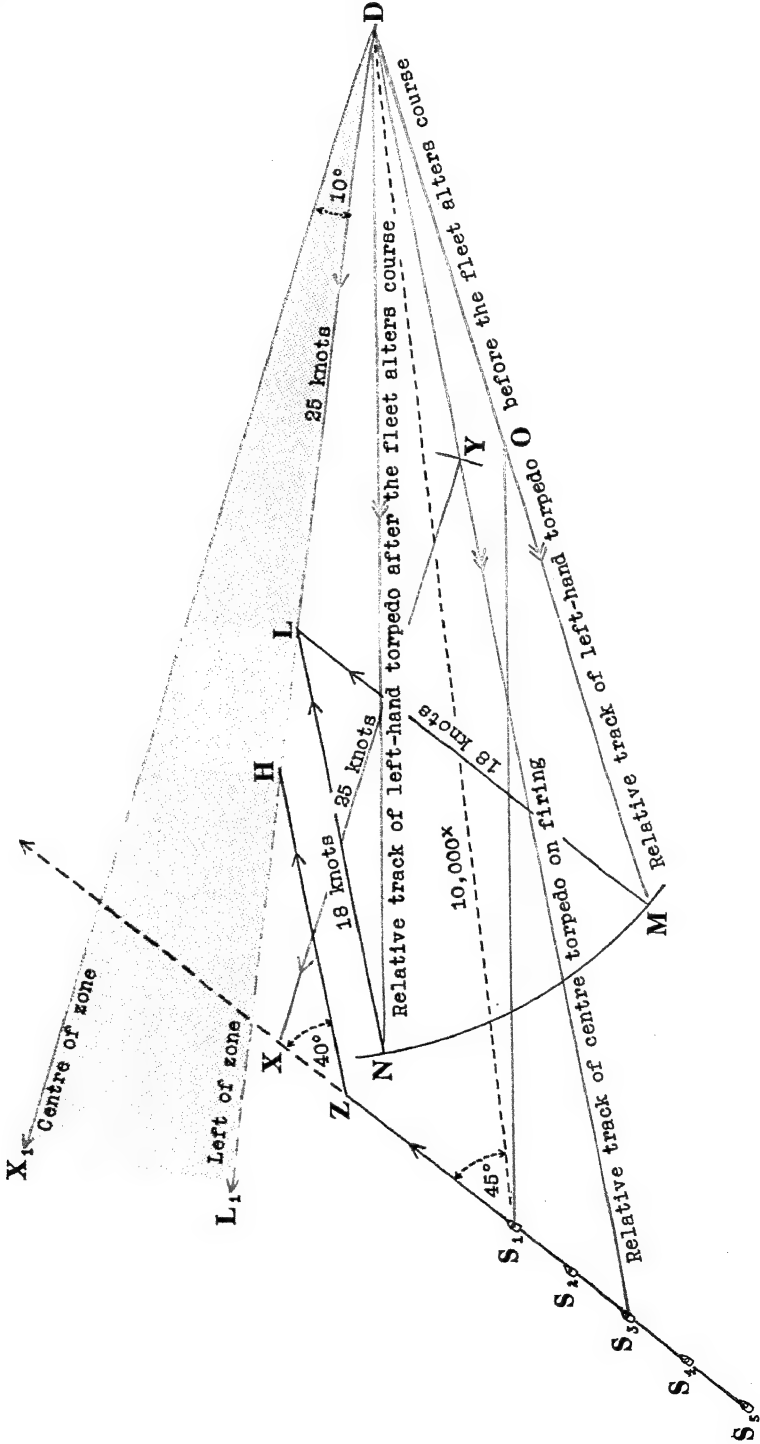 D
10°
25 knots
Relative track of left-hand torpedo after the fleet alters course
Relative track of left-hand torpedo before the fleet alters course
Y
O
L
H
25 knots
18 knots
18 knots
10,000ˣ
Relative track of centre torpedo on firing
M
N
X
40°
Z
Centre of zone
X₁
Left of zone
L₁
45°
S₁
S₂
S₃
S₄
S₅